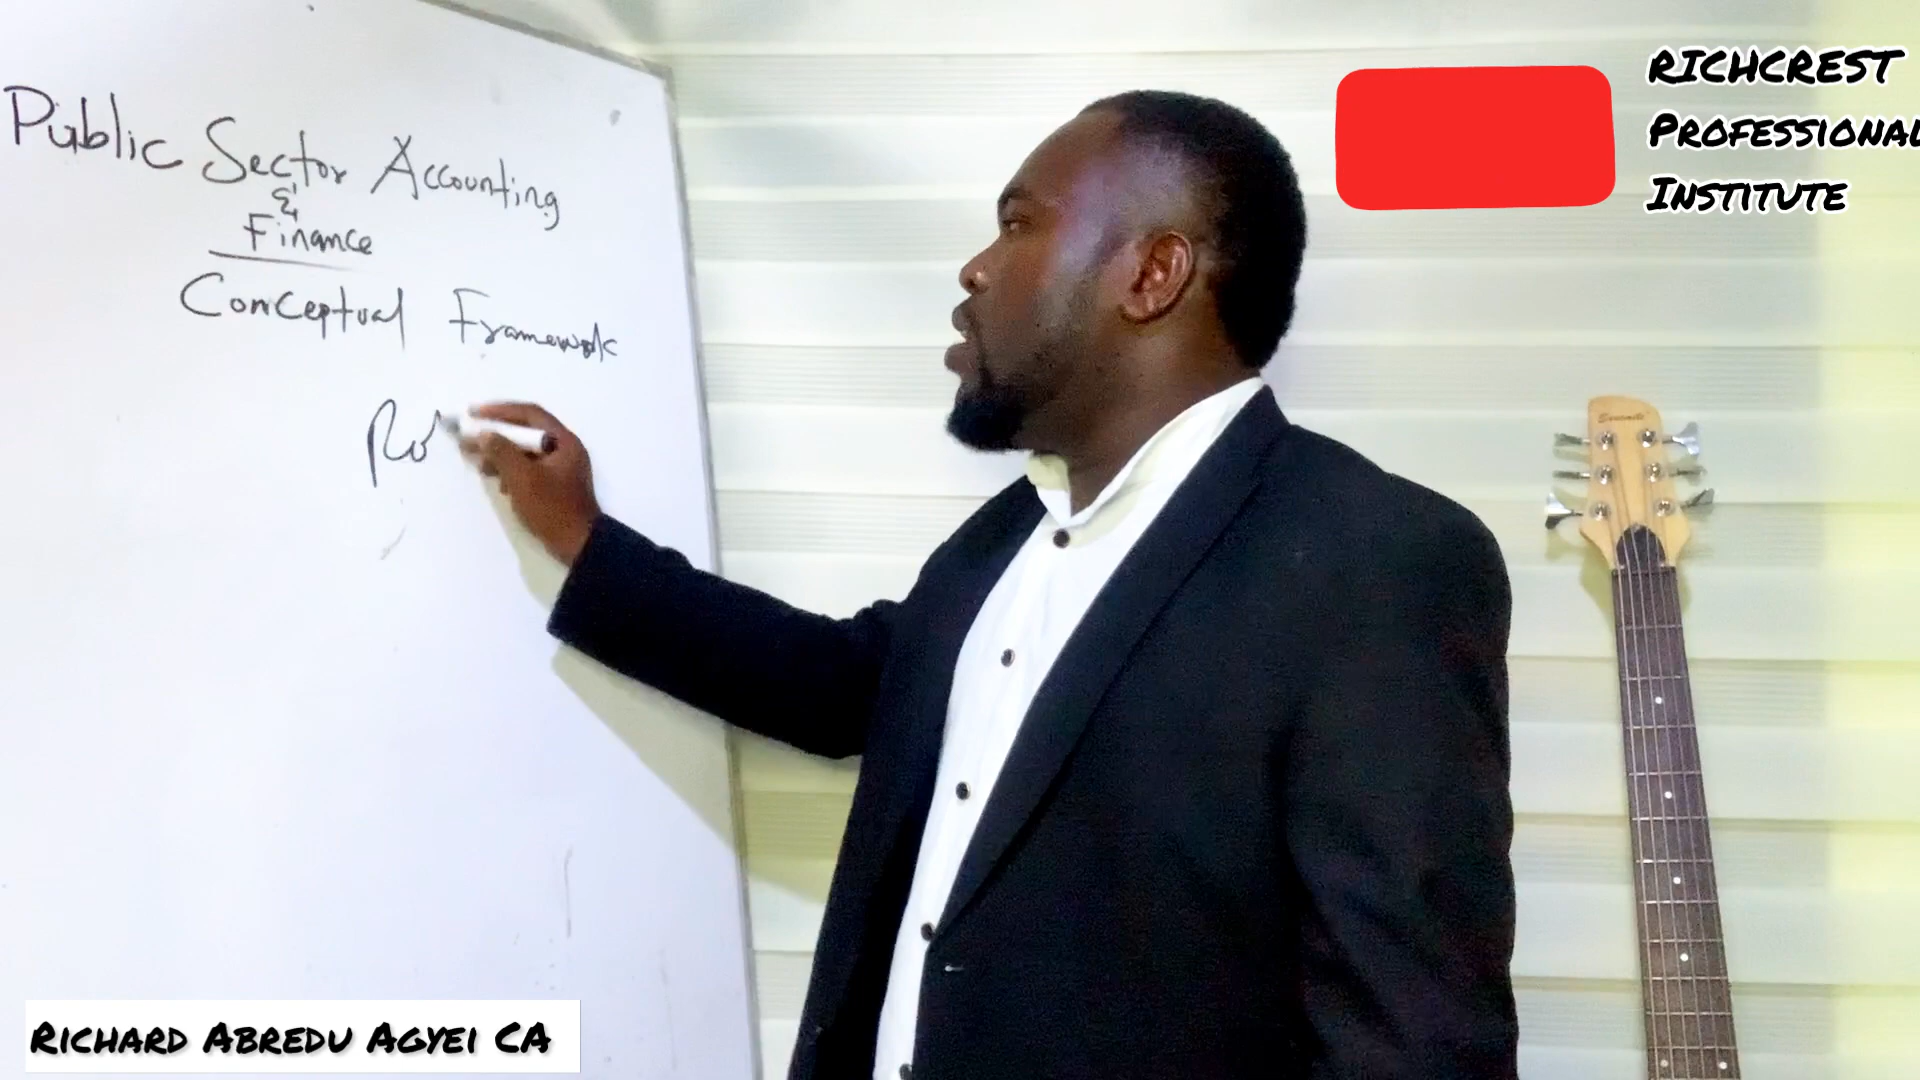 Public Sector Accounting
&
Finance
Conceptual Framework
RICHCREST
PROFESSIONAL
INSTITUTE
RICHARD ABREDU AGYEI CA